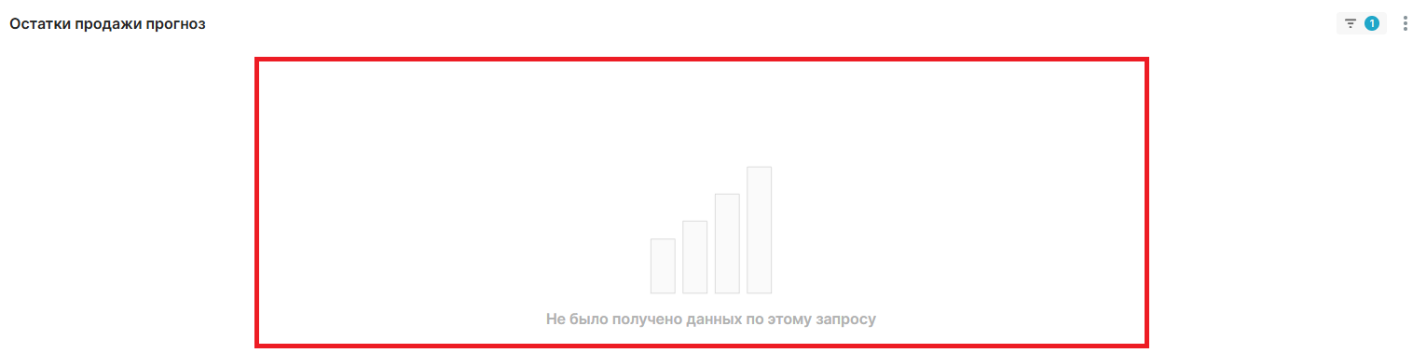 Остатки продажи прогноз
1
Не было получено данных по этому запросу